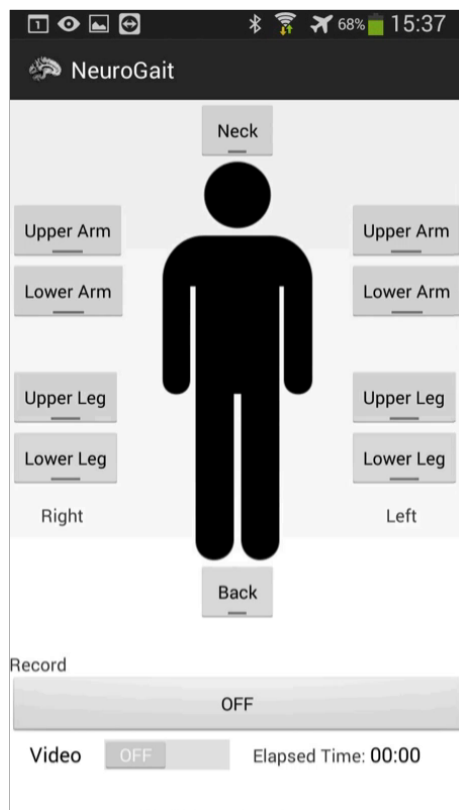 1 68% 15:37
NeuroGait
Neck
Upper Arm Upper Arm
Lower Arm Lower Arm
Upper Leg Upper Leg
Lower Leg Lower Leg
Right Left
Back
Record
OFF
Video OFF Elapsed Time: 00:00